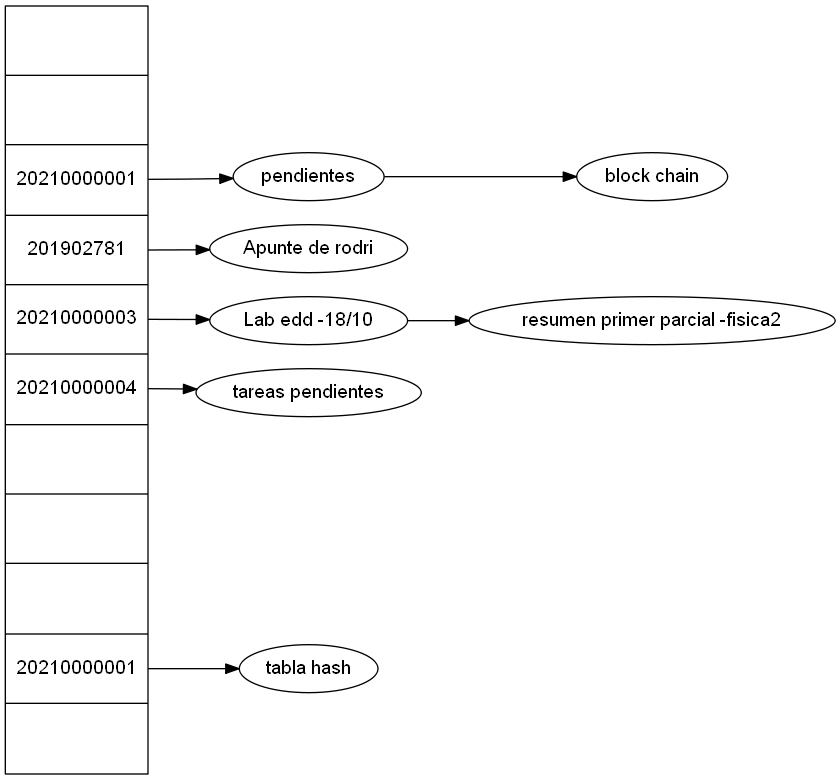 20210000001 pendientes block chain
201902781 Apunte de rodri
20210000003 Lab edd -18/10 resumen primer parcial -fisica2
20210000004 tareas pendientes
20210000001 tabla hash